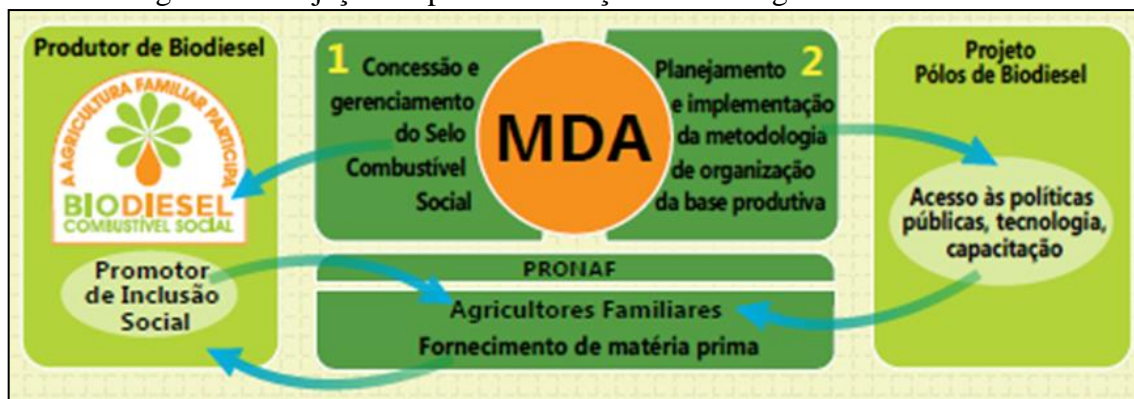 Produtor de Biodiesel
A AGRICULTURA FAMILIAR PARTICIPA
BIODIESEL
COMBUSTÍVEL SOCIAL
Promotor
de Inclusão
Social
1 Concessão e
gerenciamento
do Selo
Combustível
Social
MDA
Planejamento 2
e implementação
da metodologia
de organização
da base produtiva
PRONAF
Agricultores Familiares
Fornecimento de matéria prima
Projeto
Pólos de Biodiesel
Acesso às políticas
públicas, tecnologia,
capacitação